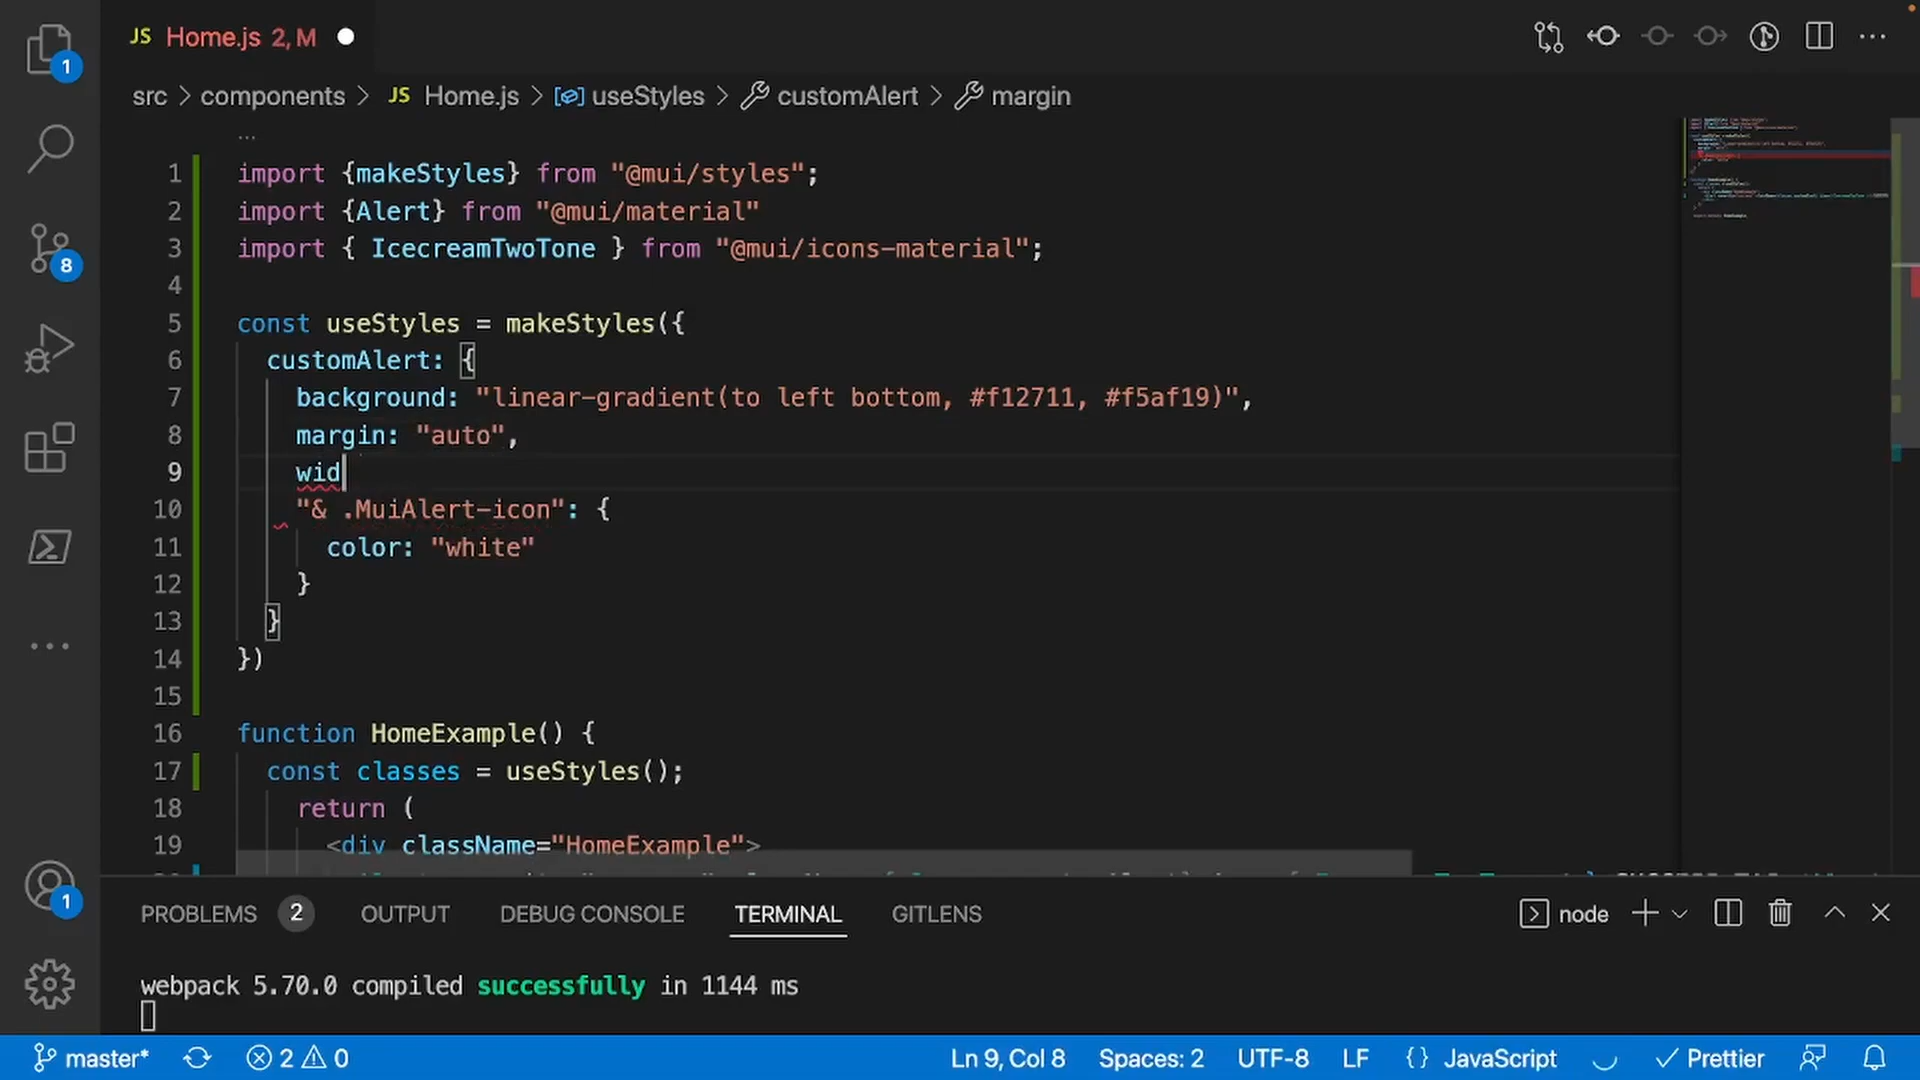 JS Home.js 2, M
1
src > components > JS Home.js > useStyles > customAlert > margin
...
1 import {makeStyles} from "@mui/styles";
2 import {Alert} from "@mui/material"
3 import { IcecreamTwoTone } from "@mui/icons-material";
4
5 const useStyles = makeStyles({
6 customAlert: {
7 background: "linear-gradient(to left bottom, #f12711, #f5af19)",
8 margin: "auto",
9 wid
10 "& .MuiAlert-icon": {
11 color: "white"
12 }
13 }
14 })
15
16 function HomeExample() {
17 const classes = useStyles();
18 return (
19 <div className="HomeExample">
8
1
PROBLEMS 2 OUTPUT DEBUG CONSOLE TERMINAL GITLENS node
webpack 5.70.0 compiled successfully in 1144 ms
master* 2 0 Ln 9, Col 8 Spaces: 2 UTF-8 LF {} JavaScript Prettier